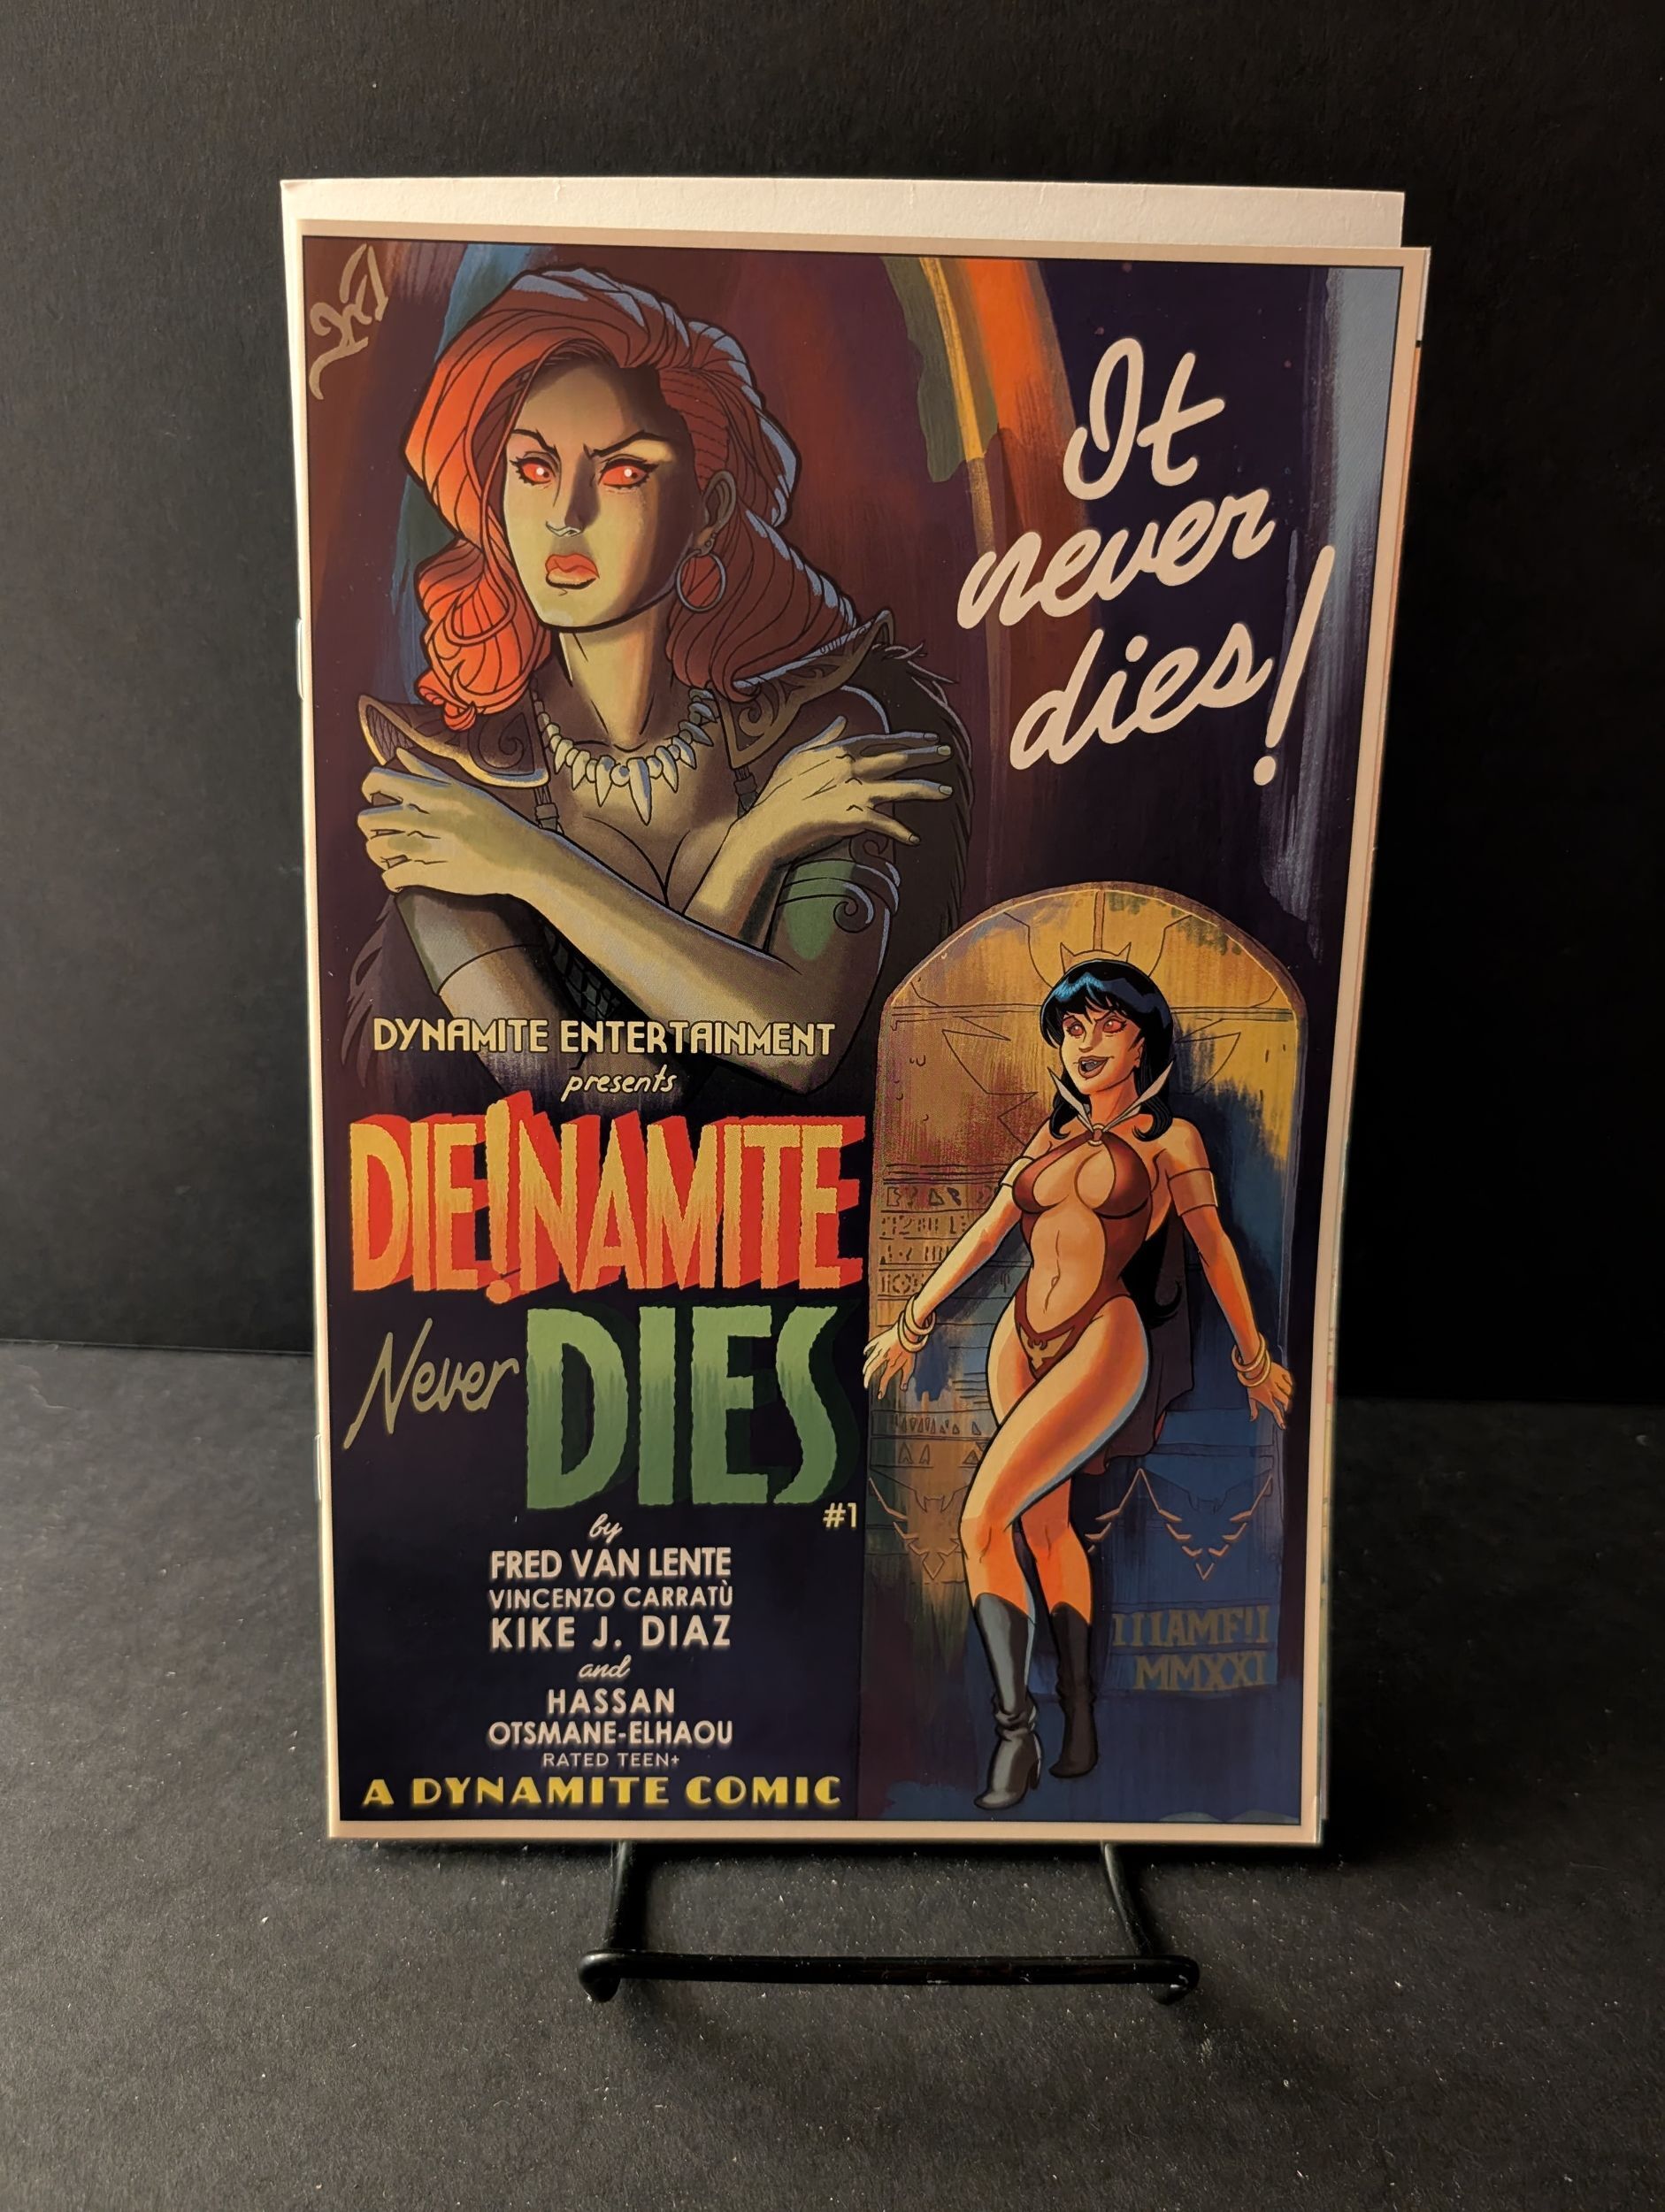 It
never
dies!
DYNAMITE ENTERTAINMENT
presents
DIE!NAMITE
Never DIES
#1
by
FRED VAN LENTE
VINCENZO CARRATÙ
KIKE J. DIAZ
and
HASSAN
OTSMANE-ELHAOU
RATED TEEN+
A DYNAMITE COMIC
MMXXI